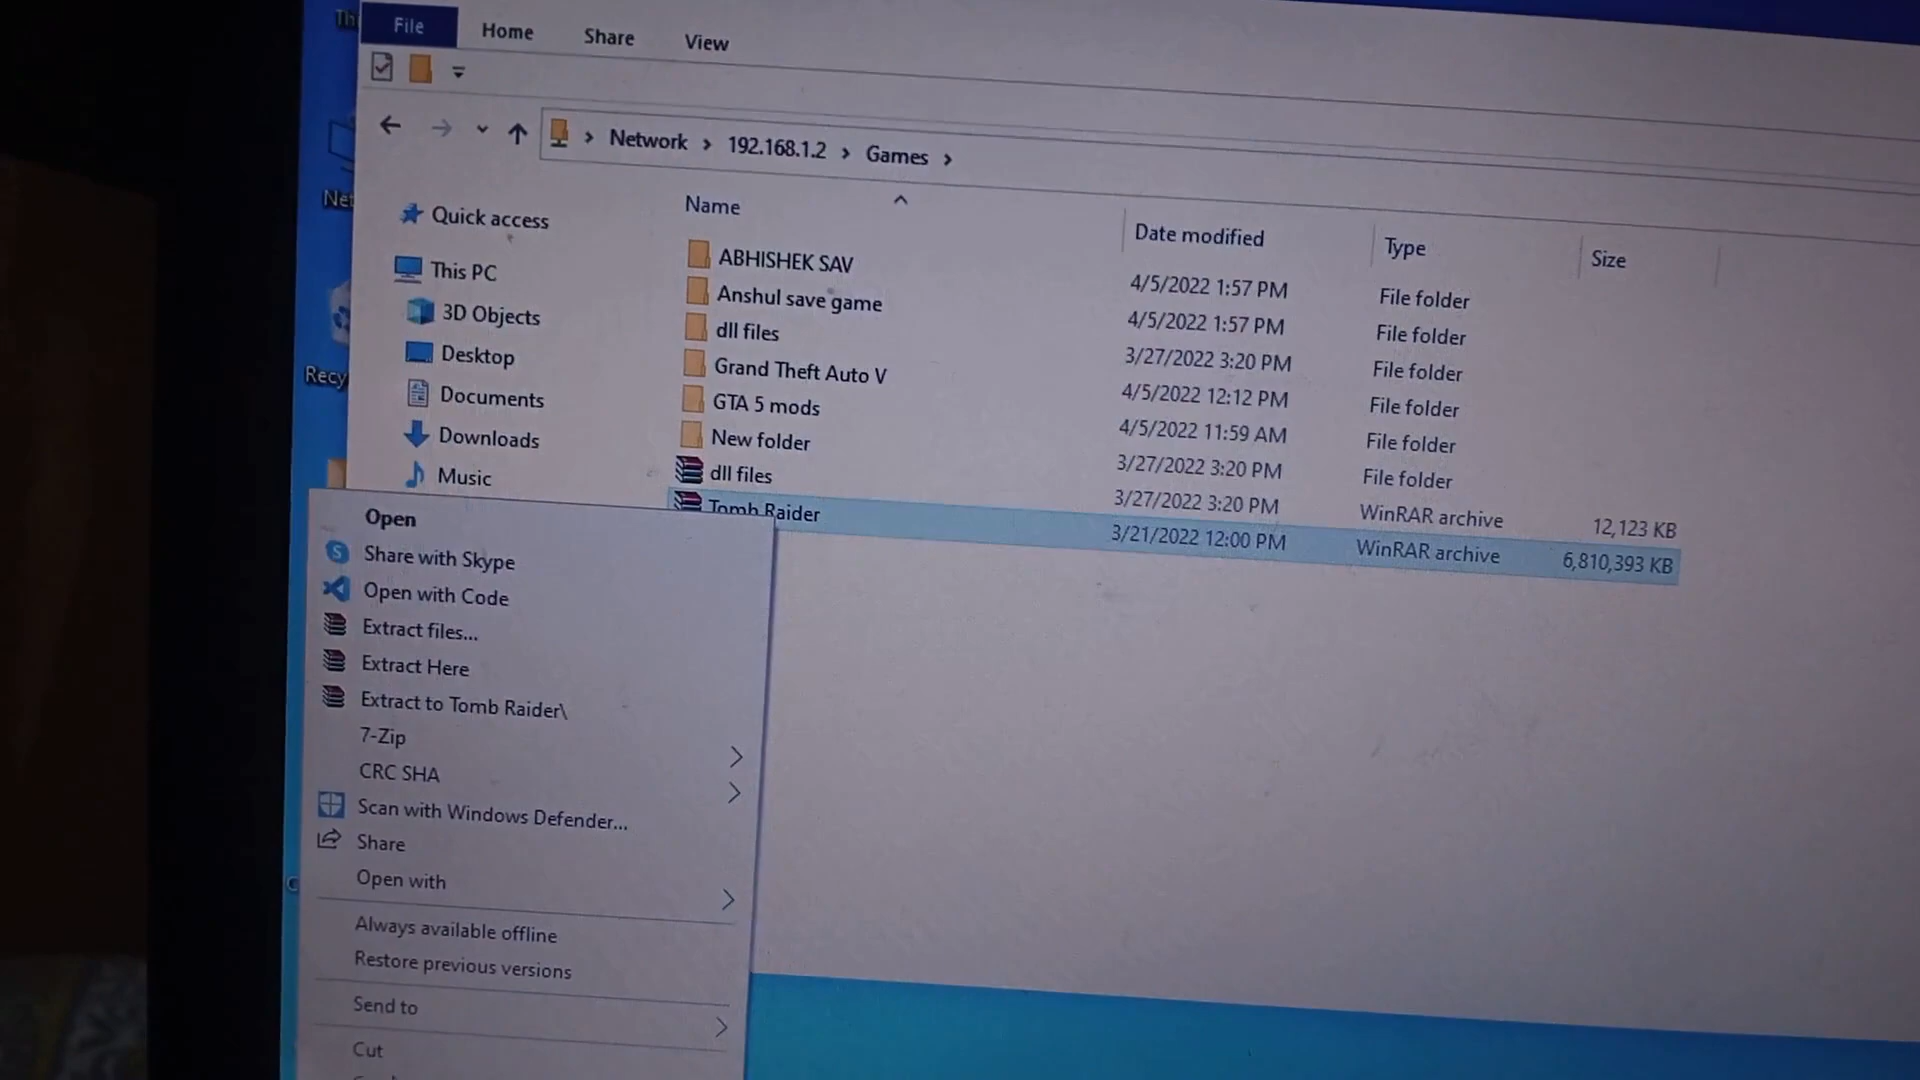 Th
File Home Share View
Network > 192.168.1.2 > Games >
Net
Recy
Quick access
This PC
3D Objects
Desktop
Documents
Downloads
Music
Name Date modified Type Size
ABHISHEK SAV 4/5/2022 1:57 PM File folder
Anshul save game 4/5/2022 1:57 PM File folder
dll files 3/27/2022 3:20 PM File folder
Grand Theft Auto V 4/5/2022 12:12 PM File folder
GTA 5 mods 4/5/2022 11:59 AM File folder
New folder 3/27/2022 3:20 PM File folder
dll files 3/27/2022 3:20 PM WinRAR archive 12,123 KB
Tomb Raider 3/21/2022 12:00 PM WinRAR archive 6,810,393 KB
Open
Share with Skype
Open with Code
Extract files...
Extract Here
Extract to Tomb Raider\
7-Zip
CRC SHA
Scan with Windows Defender...
Share
Open with
Always available offline
Restore previous versions
Send to
Cut